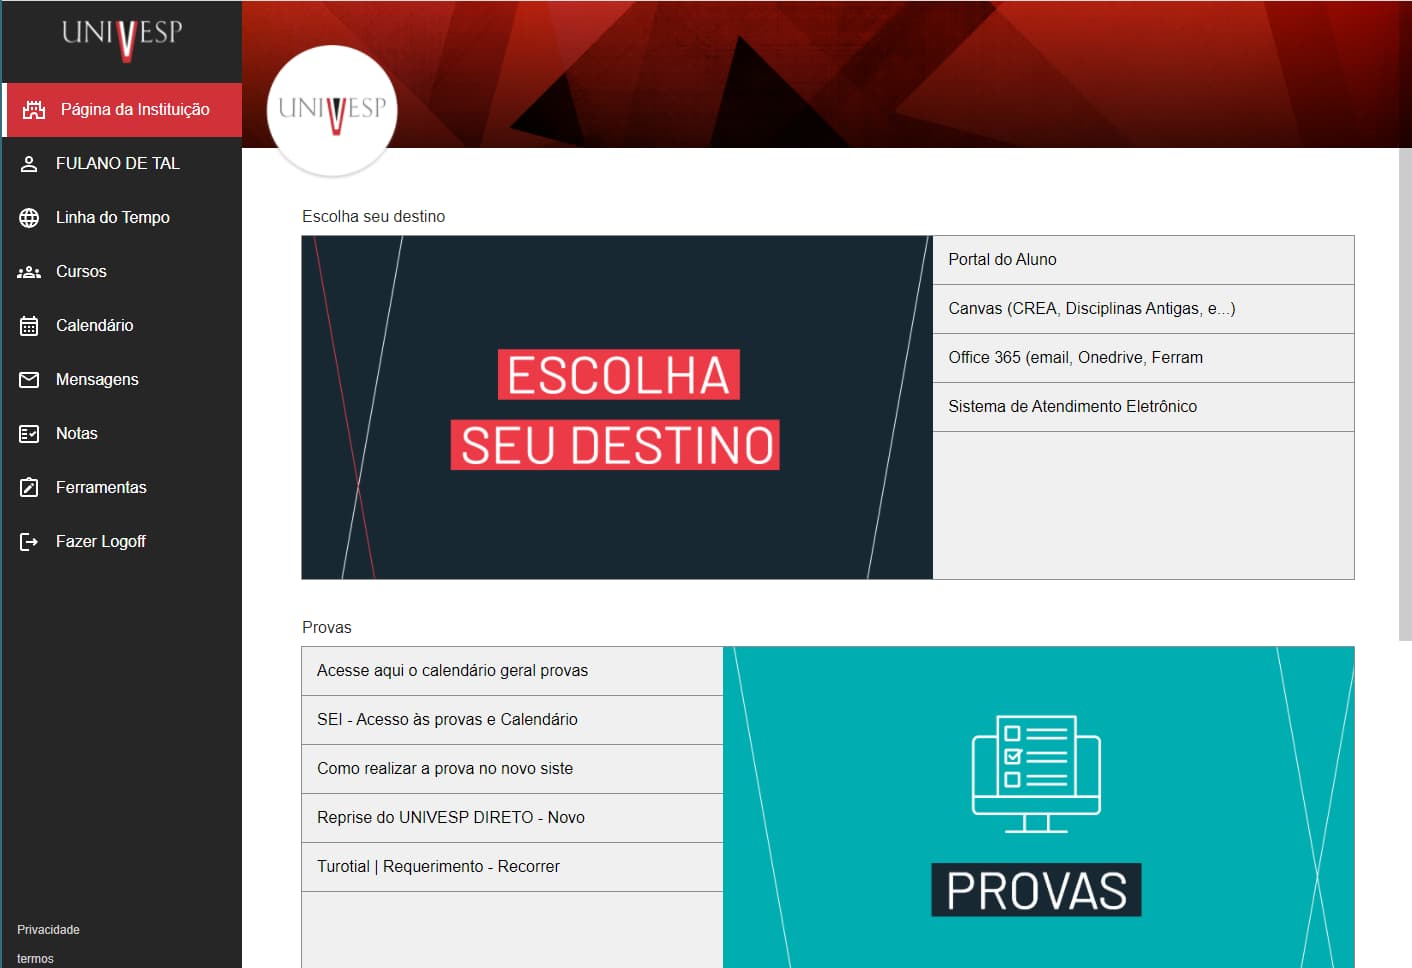 UNIVESP
Página da Instituição
FULANO DE TAL
Linha do Tempo
Cursos
Calendário
Mensagens
Notas
Ferramentas
Fazer Logoff
Privacidade
termos
UNIVESP
Escolha seu destino
ESCOLHA
SEU DESTINO
Portal do Aluno
Canvas (CREA, Disciplinas Antigas, e...)
Office 365 (email, Onedrive, Ferram
Sistema de Atendimento Eletrônico
Provas
Acesse aqui o calendário geral provas
SEI - Acesso às provas e Calendário
Como realizar a prova no novo siste
Reprise do UNIVESP DIRETO - Novo
Turotial | Requerimento - Recorrer
PROVAS